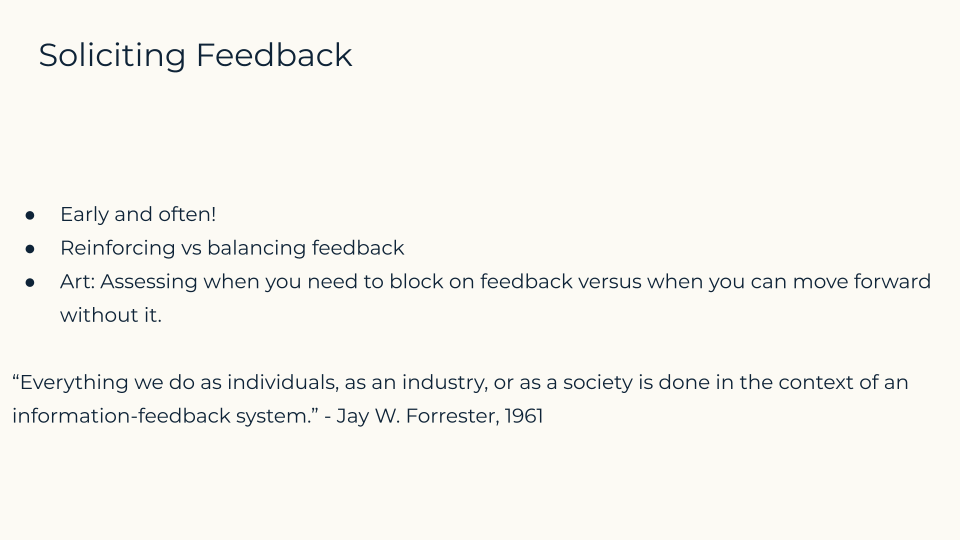 Soliciting Feedback
● Early and often!
● Reinforcing vs balancing feedback
● Art: Assessing when you need to block on feedback versus when you can move forward
without it.
“Everything we do as individuals, as an industry, or as a society is done in the context of an
information-feedback system.” - Jay W. Forrester, 1961